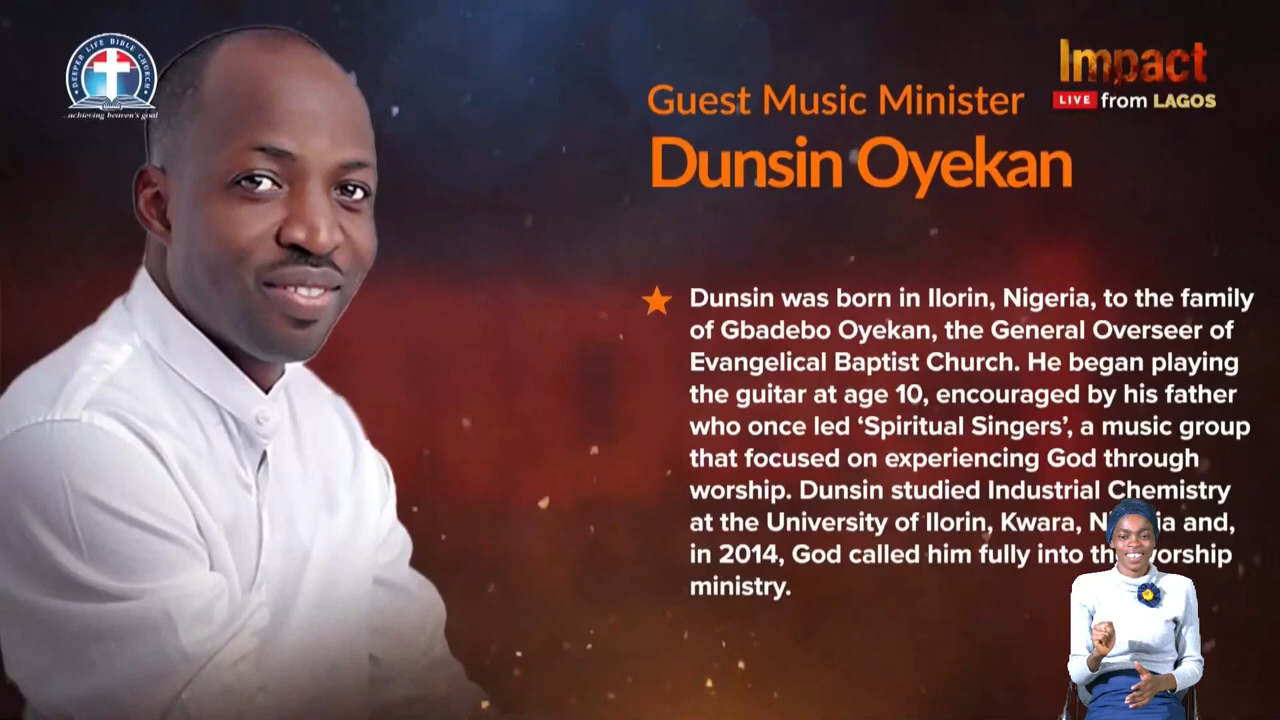 DEEPER LIFE BIBLE CHURCH
...achieving heaven's goal
Impact
LIVE from LAGOS
Guest Music Minister
Dunsin Oyekan
Dunsin was born in Ilorin, Nigeria, to the family
of Gbadebo Oyekan, the General Overseer of
Evangelical Baptist Church. He began playing
the guitar at age 10, encouraged by his father
who once led ‘Spiritual Singers’, a music group
that focused on experiencing God through
worship. Dunsin studied Industrial Chemistry
at the University of Ilorin, Kwara, and,
in 2014, God called him fully into
ministry.